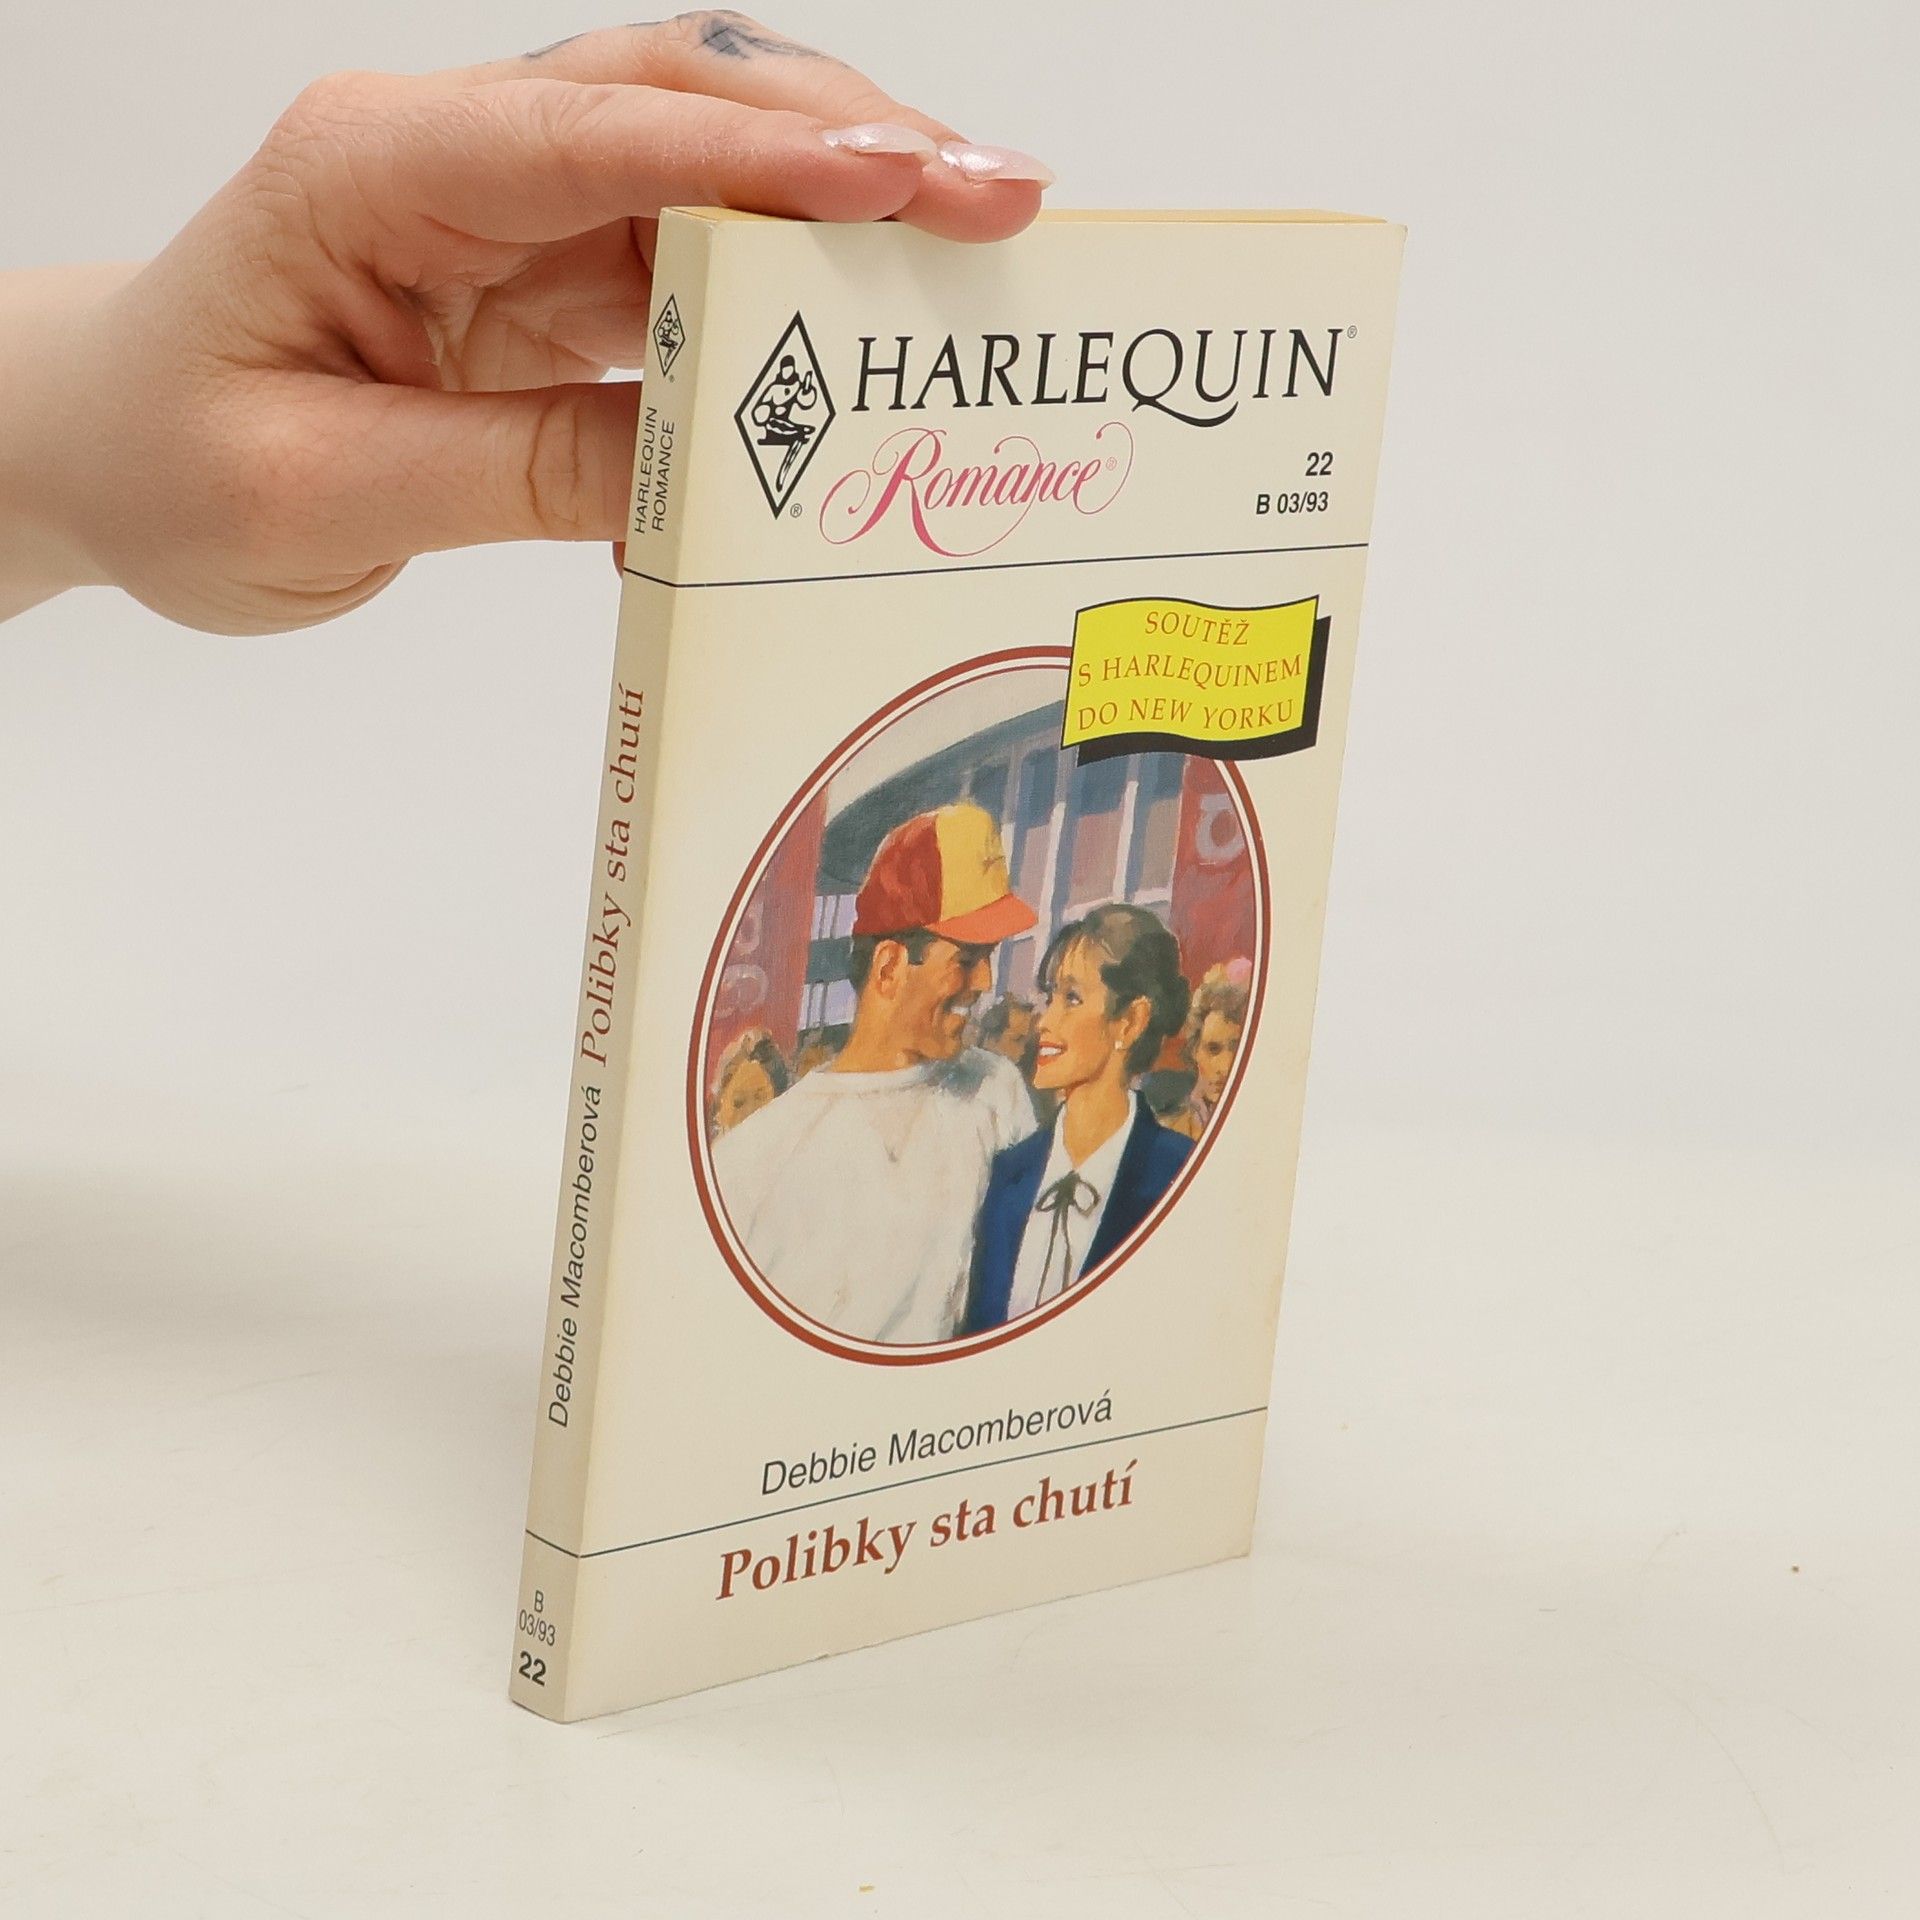 HARLEQUIN®
Romance®
®
22
B 03/93
SOUTĚŽ
S HARLEQUINEM
DO NEW YORKU
Debbie Macomberová
Polibky sta chutí
®
HARLEQUIN
ROMANCE
Debbie Macomberová Polibky sta chutí
B
03/93
22